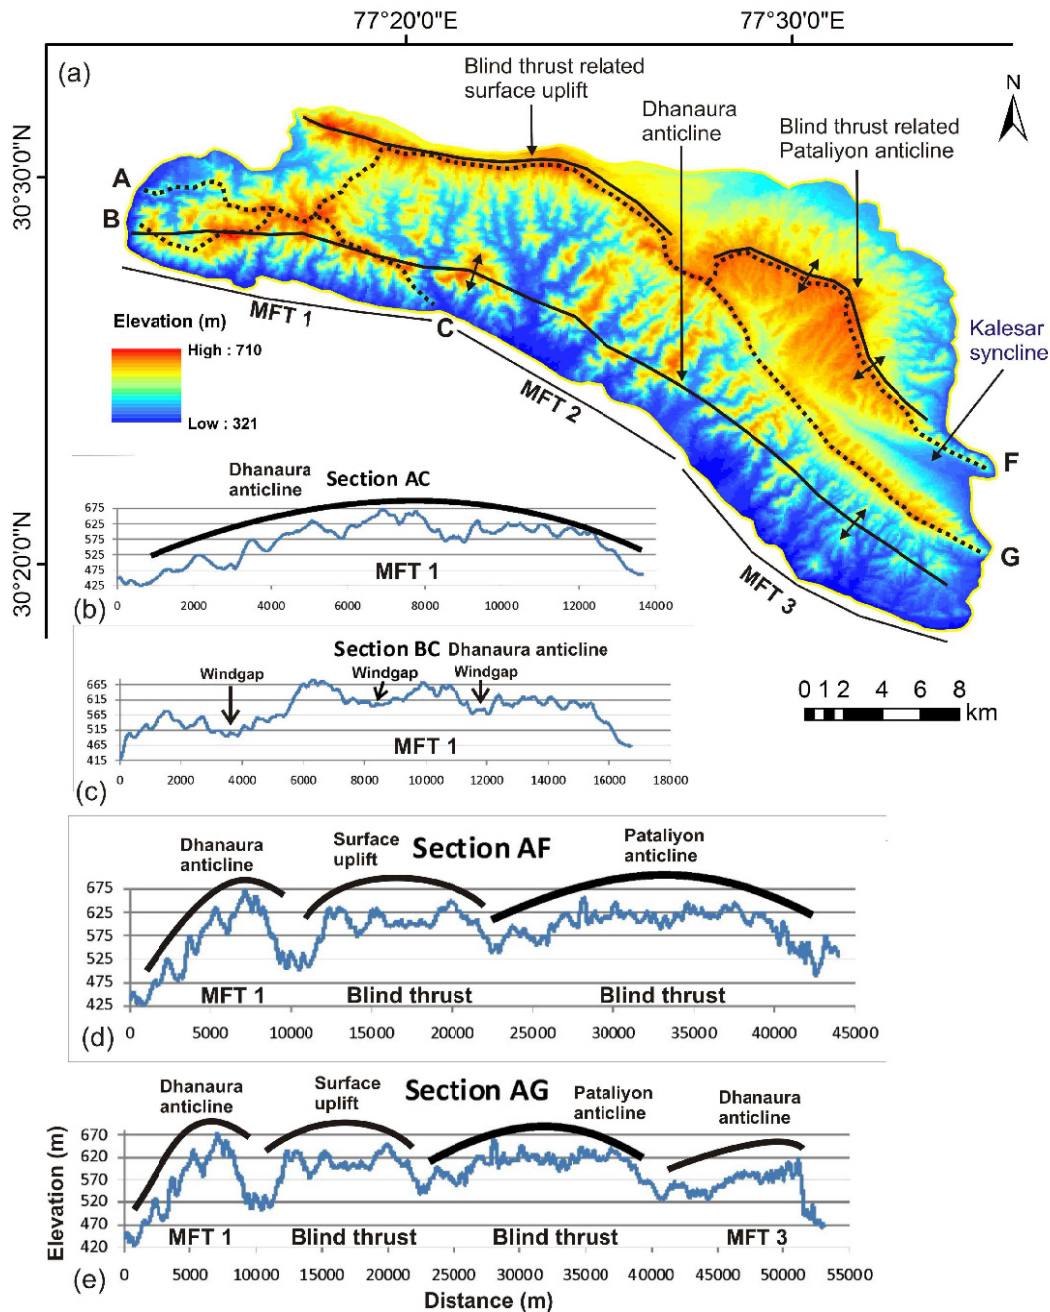 77°20'0"E
77°30'0"E
(a)
Blind thrust related
surface uplift
Dhanaura
anticline
Blind thrust related
Pataliyon anticline
N
30°30'0"N
A
B
MFT 1
C
MFT 2
Kalesar
syncline
Elevation (m)
High : 710
Low : 321
F
G
MFT 3
30°20'0"N
0 1 2 4 6 8
km
Dhanaura
anticline
Section AC
675
625
575
525
475
425
MFT 1
(b)
0 2000 4000 6000 8000 10000 12000 14000
Section BC
Dhanaura anticline
Windgap
Windgap
Windgap
665
615
565
515
465
415
MFT 1
(c)
0 2000 4000 6000 8000 10000 12000 14000 16000 18000
Dhanaura
anticline
Surface
uplift
Section AF
Pataliyon
anticline
675
625
575
525
475
425
MFT 1
Blind thrust
Blind thrust
(d)
0 5000 10000 15000 20000 25000 30000 35000 40000 45000
Dhanaura
anticline
Surface
uplift
Section AG
Pataliyon
anticline
Dhanaura
anticline
Elevation (m)
670
620
570
520
470
420
MFT 1
Blind thrust
Blind thrust
MFT 3
(e)
0 5000 10000 15000 20000 25000 30000 35000 40000 45000 50000 55000
Distance (m)